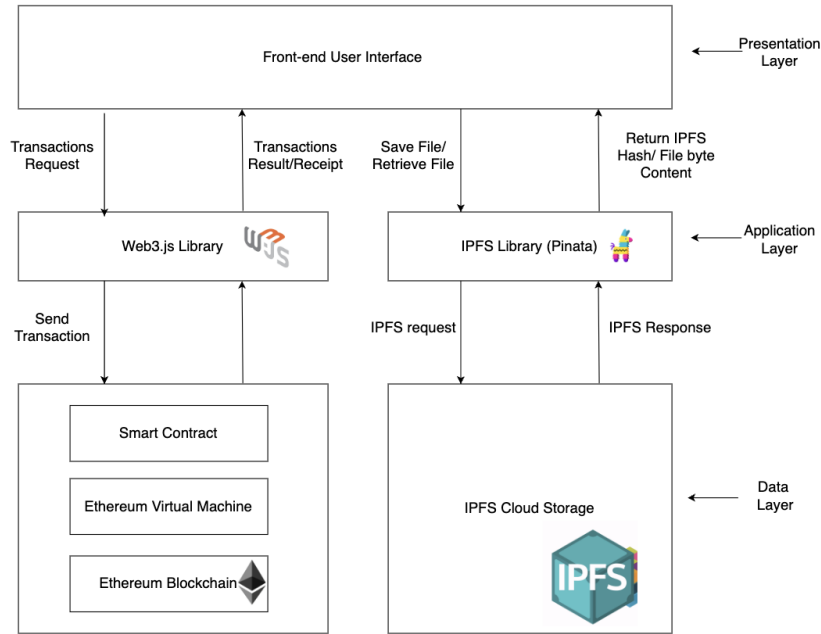 Front-end User Interface
Presentation
Layer
Transactions
Request
Transactions
Result/Receipt
Save File/
Retrieve File
Return IPFS
Hash/ File byte
Content
Web3.js Library
W3JS
IPFS Library (Pinata)
Application
Layer
Send
Transaction
IPFS request
IPFS Response
Smart Contract
Ethereum Virtual Machine
Ethereum Blockchain
IPFS Cloud Storage
IPFS
Data
Layer